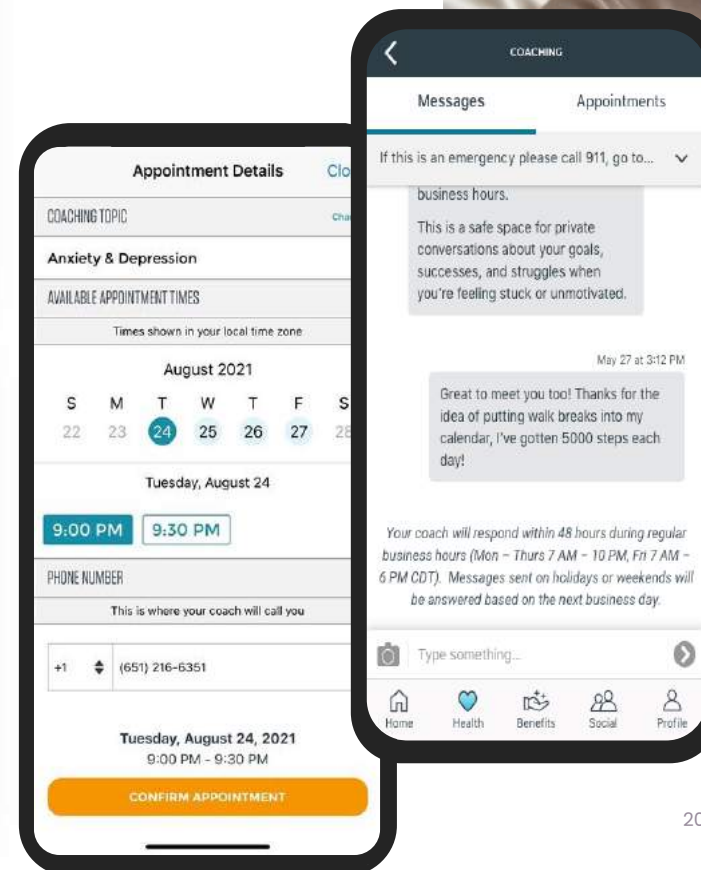 Appointment Details Clo
COACHING TOPIC Cha
Anxiety & Depression
AVAILABLE APPOINTMENT TIMES
Times shown in your local time zone
August 2021
S M T W T F S
22 23 24 25 26 27 28
Tuesday, August 24
9:00 PM 9:30 PM
PHONE NUMBER
This is where your coach will call you
+1 (651) 216-6351
Tuesday, August 24, 2021
9:00 PM - 9:30 PM
CONFIRM APPOINTMENT
COACHING
Messages Appointments
If this is an emergency please call 911, go to...
business hours.
This is a safe space for private
conversations about your goals,
successes, and struggles when
you're feeling stuck or unmotivated.
May 27 at 3:12 PM
Great to meet you too! Thanks for the
idea of putting walk breaks into my
calendar, I've gotten 5000 steps each
day!
Your coach will respond within 48 hours during regular
business hours (Mon – Thurs 7 AM – 10 PM, Fri 7 AM –
6 PM CDT). Messages sent on holidays or weekends will
be answered based on the next business day.
Type something...
Home Health Benefits Social Profile
20